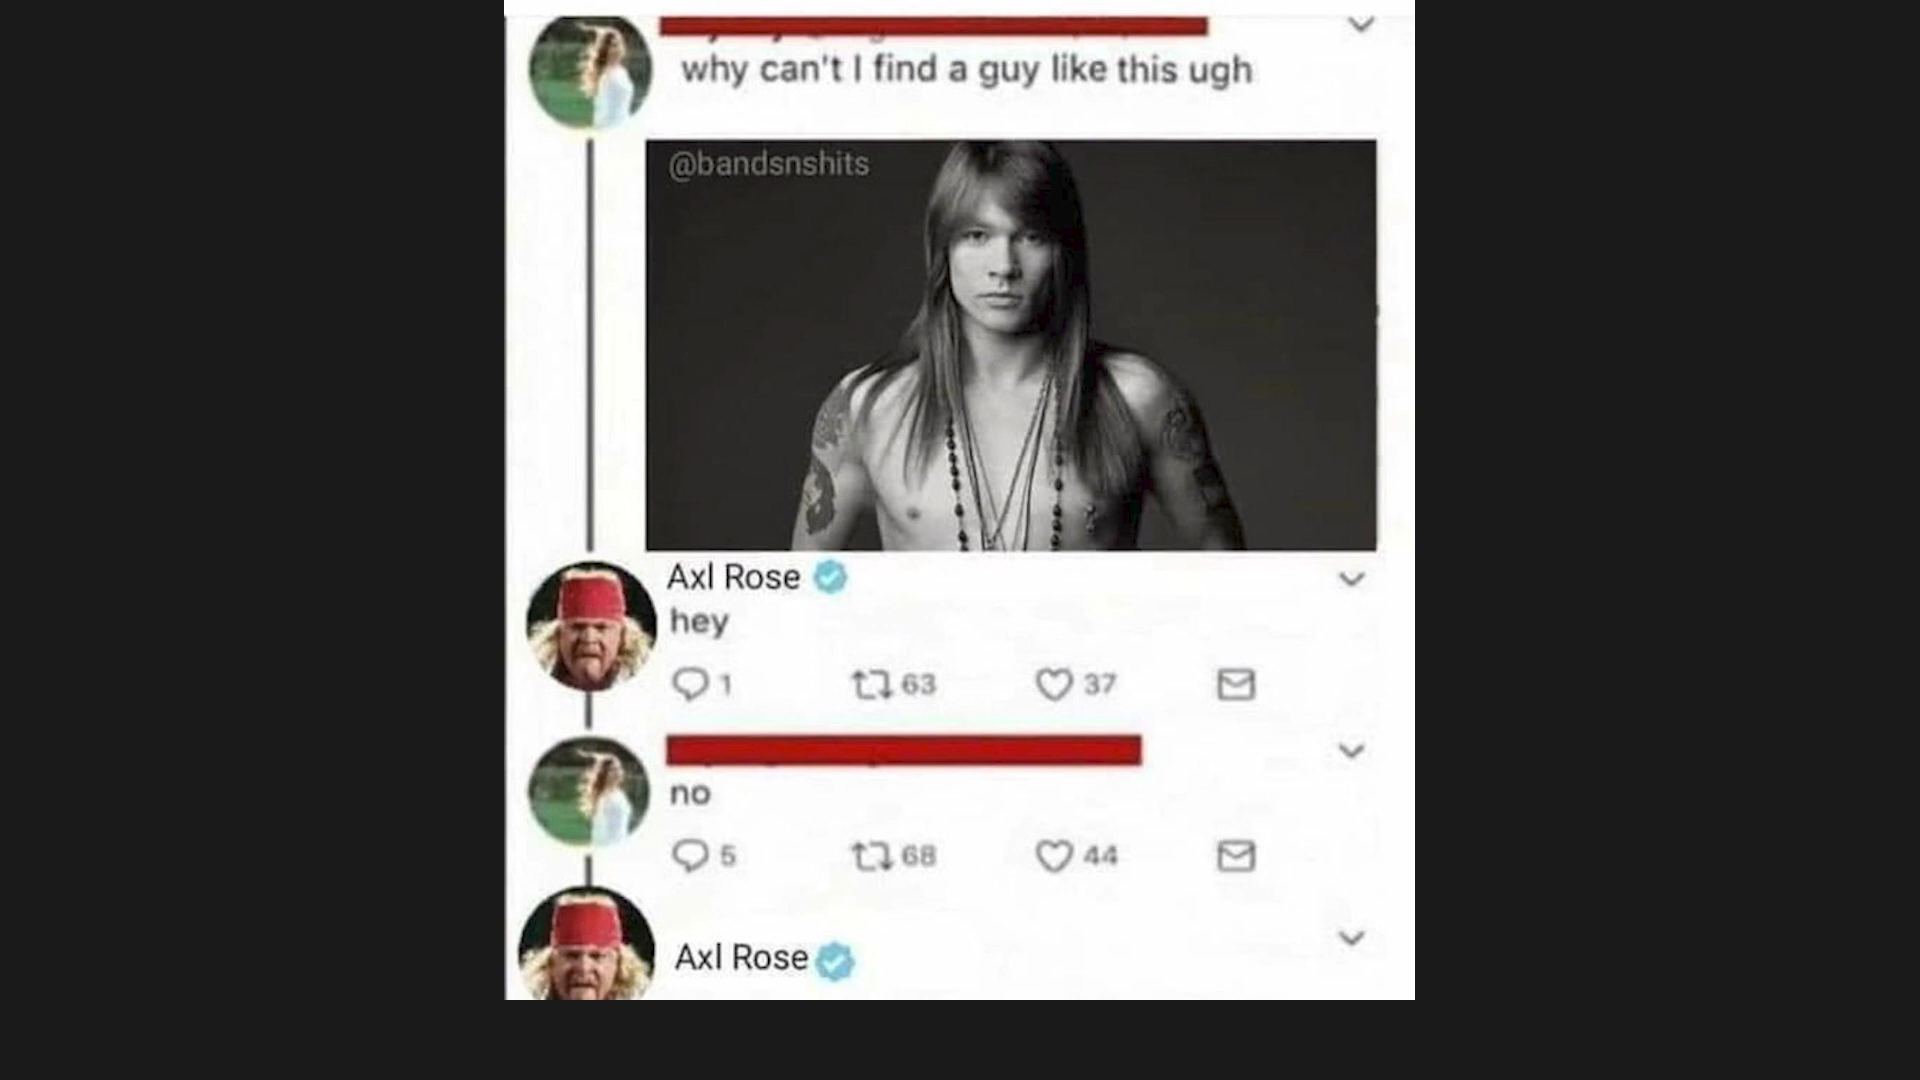 why can't I find a guy like this ugh
@bandsnshits
Axl Rose
hey
1 63 37
no
5 68 44
Axl Rose